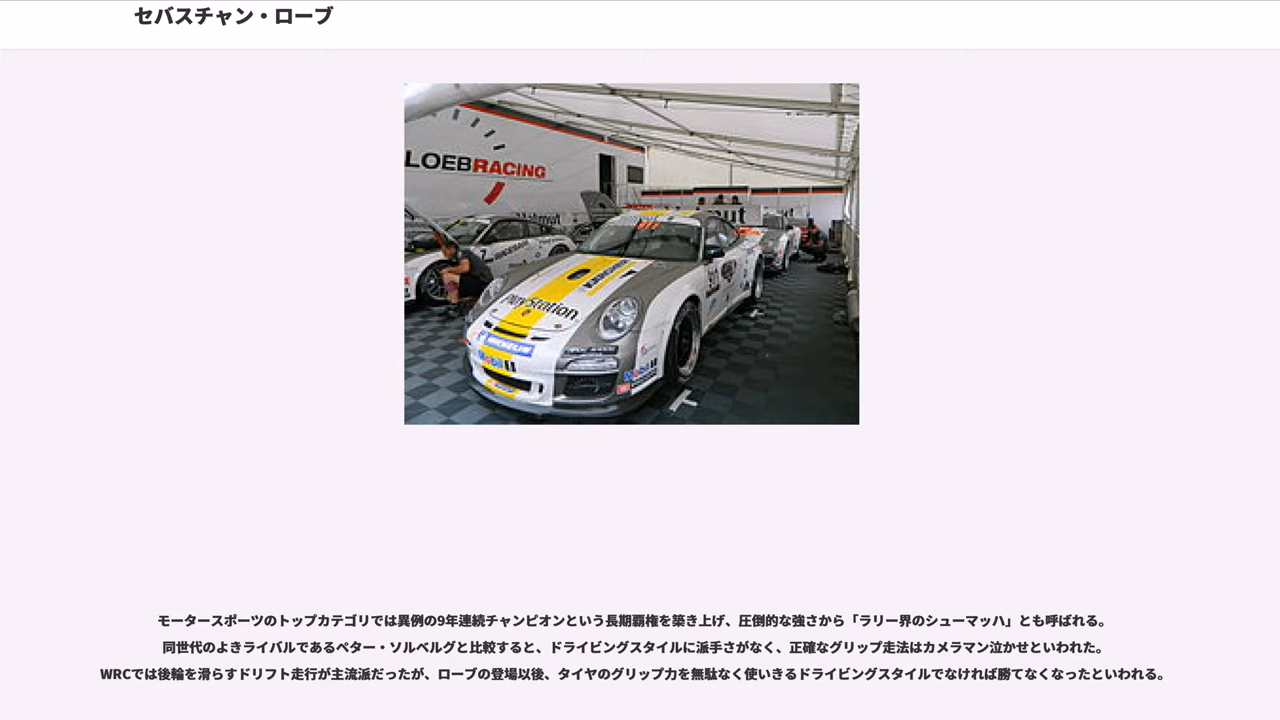 セバスチャン・ローブ
LOEBRACING
PlayStation
モータースポーツのトップカテゴリでは異例の9年連続チャンピオンという長期覇権を築き上げ、圧倒的な強さから「ラリー界のシューマッハ」とも呼ばれる。
同世代のよきライバルであるペター・ソルベルグと比較すると、ドライビングスタイルに派手さがなく、正確なグリップ走法はカメラマン泣かせといわれた。
WRCでは後輪を滑らすドリフト走行が主流派だったが、ローブの登場以後、タイヤのグリップ力を無駄なく使いきるドライビングスタイルでなければ勝てなくなったといわれる。